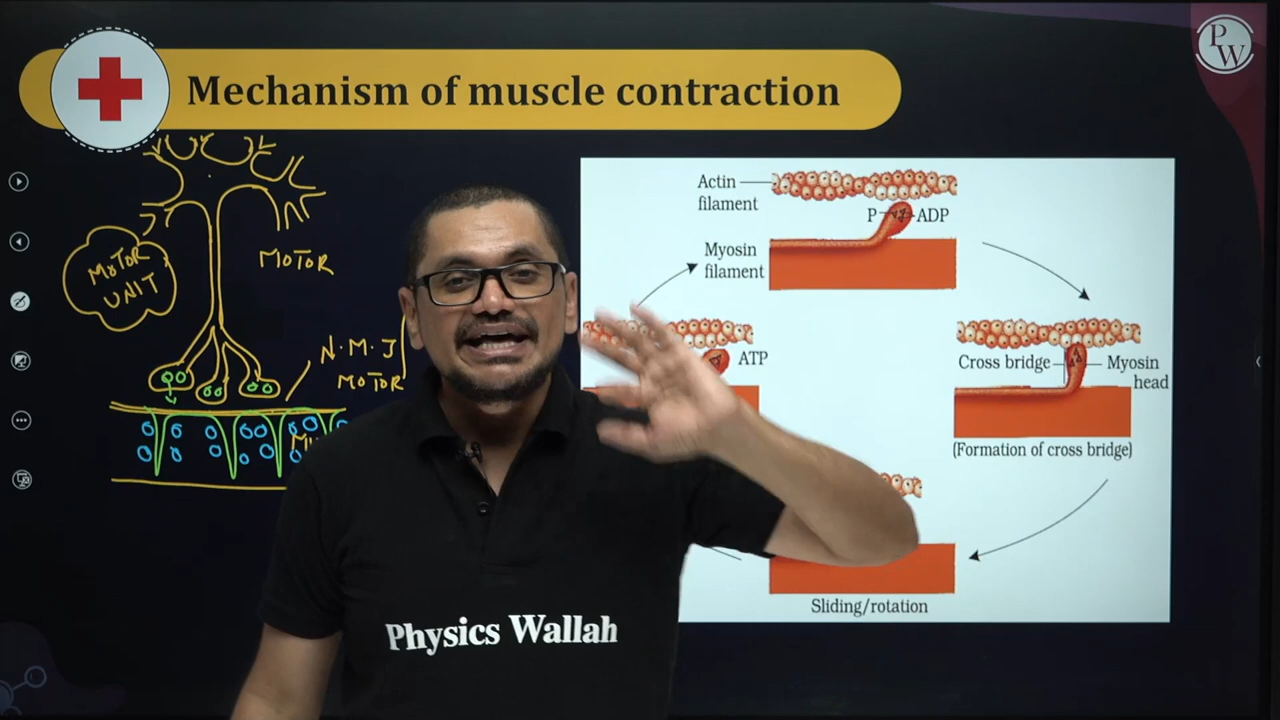 PW
Mechanism of muscle contraction
MOTOR
UNIT
MOTOR
N.M.J
MOTOR
Actin
filament
P
ADP
Myosin
filament
ATP
Cross bridge
Myosin
head
(Formation of cross bridge)
Sliding/rotation
Physics Wallah